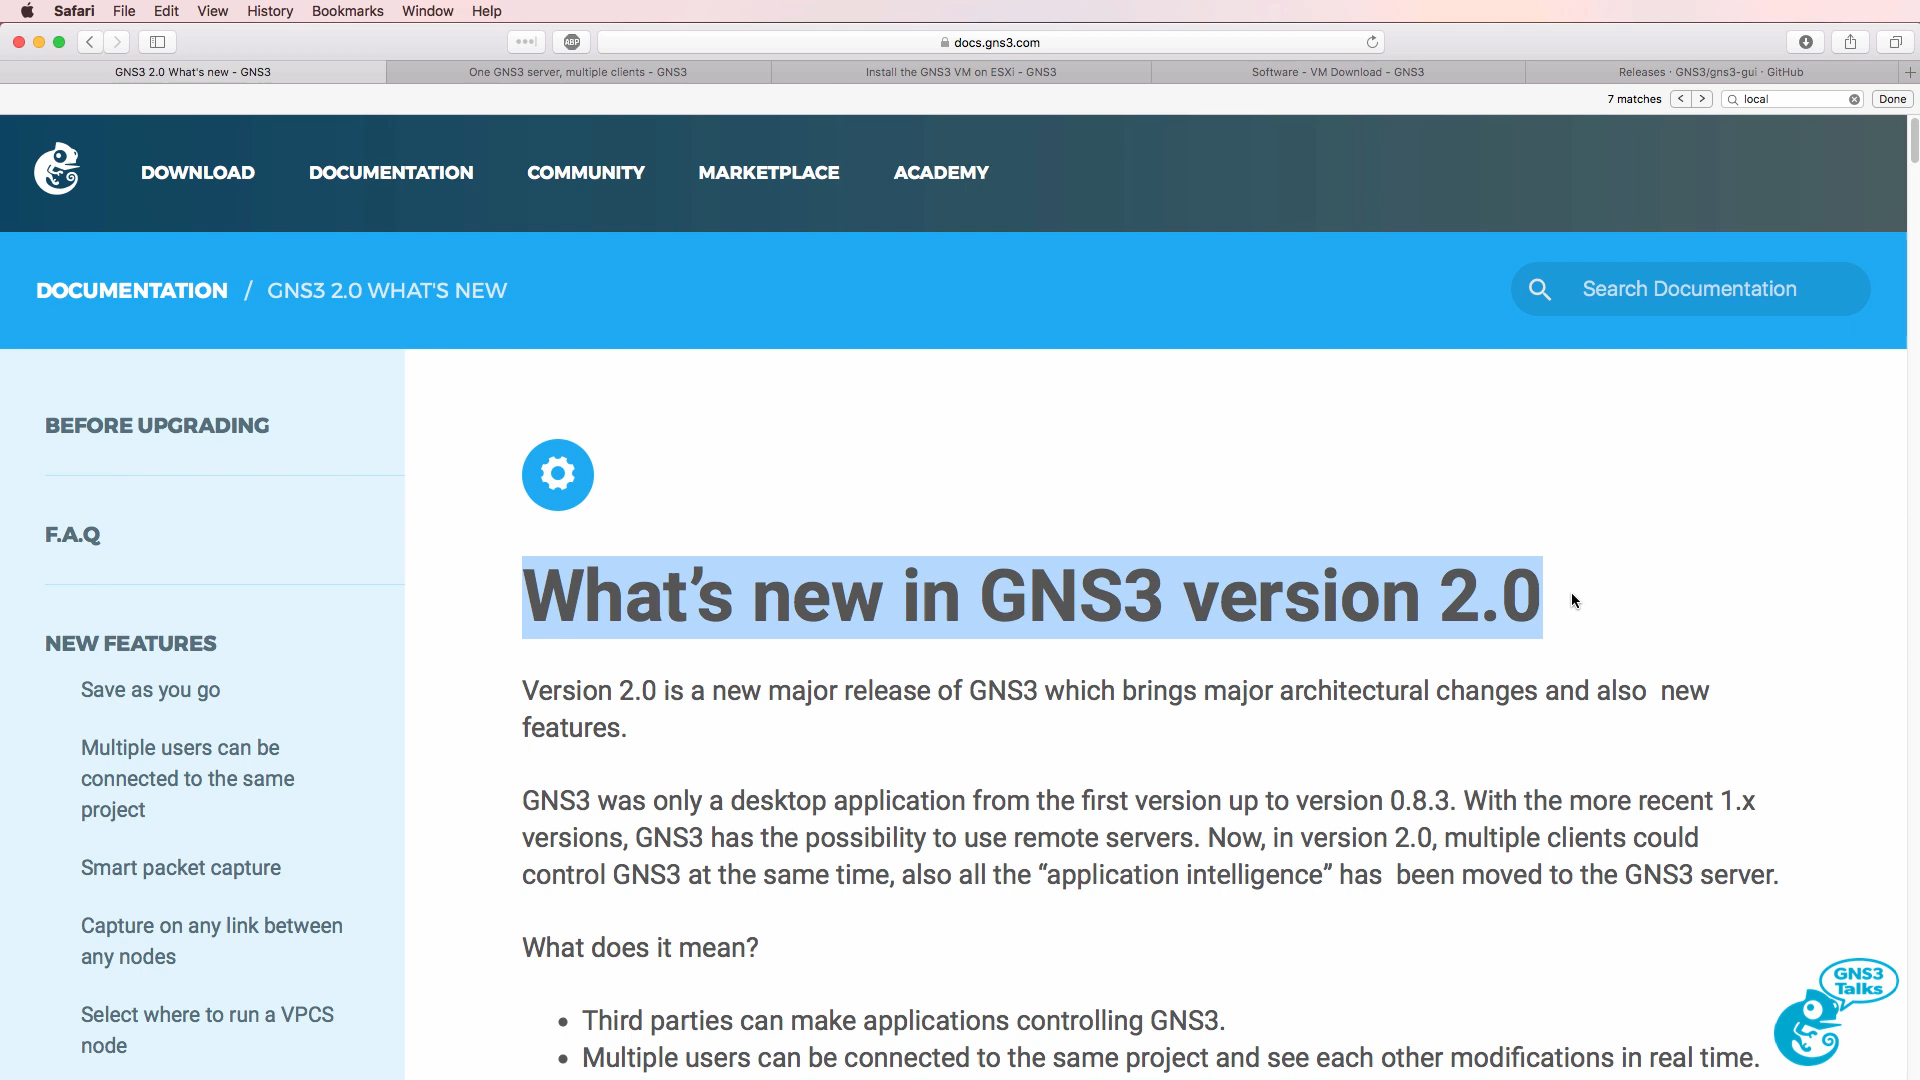 Safari File Edit View History Bookmarks Window Help
ABP docs.gns3.com
GNS3 2.0 What's new - GNS3
One GNS3 server, multiple clients - GNS3
Install the GNS3 VM on ESXi - GNS3
Software - VM Download - GNS3
Releases · GNS3/gns3-gui · GitHub
7 matches < > local Done
DOWNLOAD DOCUMENTATION COMMUNITY MARKETPLACE ACADEMY
DOCUMENTATION / GNS3 2.0 WHAT'S NEW
Search Documentation
BEFORE UPGRADING
F.A.Q
NEW FEATURES
Save as you go
Multiple users can be
connected to the same
project
Smart packet capture
Capture on any link between
any nodes
Select where to run a VPCS
node
What’s new in GNS3 version 2.0
Version 2.0 is a new major release of GNS3 which brings major architectural changes and also new
features.
GNS3 was only a desktop application from the first version up to version 0.8.3. With the more recent 1.x
versions, GNS3 has the possibility to use remote servers. Now, in version 2.0, multiple clients could
control GNS3 at the same time, also all the “application intelligence” has been moved to the GNS3 server.
What does it mean?
• Third parties can make applications controlling GNS3.
• Multiple users can be connected to the same project and see each other modifications in real time.
GNS3
Talks